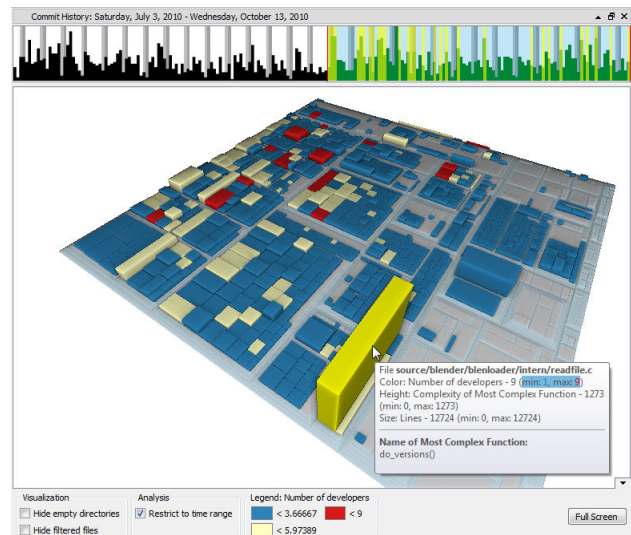 Commit History: Saturday, July 3, 2010 - Wednesday, October 13, 2010
File source/blender/blenloader/intern/readfile.c
Color: Number of developers - 9 (min: 1, max: 9)
Height: Complexity of Most Complex Function - 1273
(min: 0, max: 1273)
Size: Lines - 12724 (min: 0, max: 12724)
Name of Most Complex Function:
do_versions()
Visualization
Hide empty directories
Hide filtered files
Analysis
Restrict to time range
Legend: Number of developers
< 3.66667 < 9
< 5.97389
Full Screen